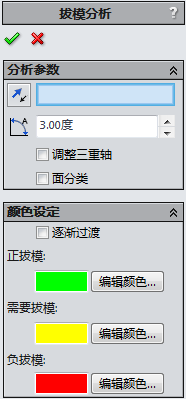 拔模分析 ?
分析参数
3.00度
调整三重轴
面分类
颜色设定
逐渐过渡
正拔模:
编辑颜色...
需要拔模:
编辑颜色...
负拔模:
编辑颜色...